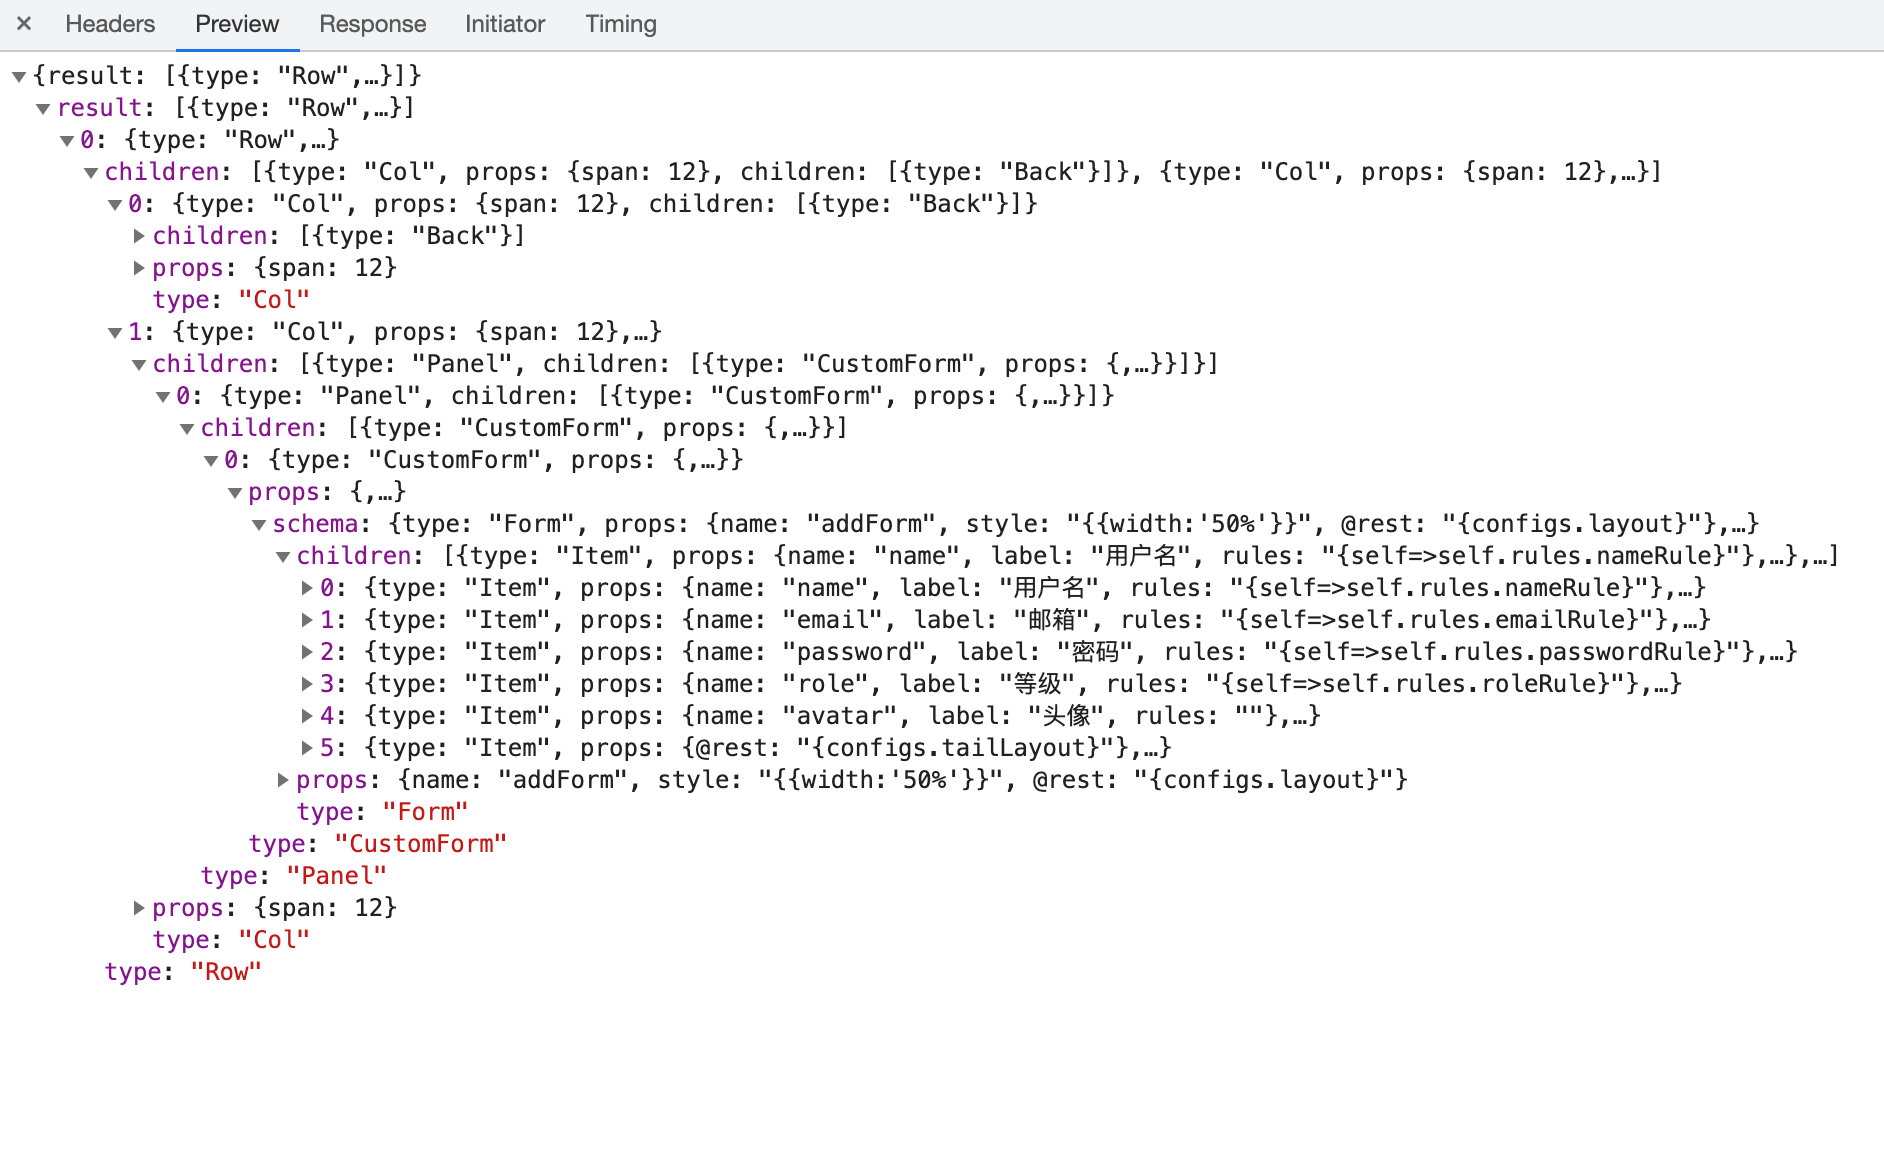 × Headers Preview Response Initiator Timing
▼{result: [{type: "Row",…}]}
▼result: [{type: "Row",…}]
▼0: {type: "Row",…}
▼children: [{type: "Col", props: {span: 12}, children: [{type: "Back"}]}, {type: "Col", props: {span: 12},…}]
▼0: {type: "Col", props: {span: 12}, children: [{type: "Back"}]}
▶children: [{type: "Back"}]
▶props: {span: 12}
type: "Col"
▼1: {type: "Col", props: {span: 12},…}
▼children: [{type: "Panel", children: [{type: "CustomForm", props: {,…}}]}]
▼0: {type: "Panel", children: [{type: "CustomForm", props: {,…}}]}
▼children: [{type: "CustomForm", props: {,…}}]
▼0: {type: "CustomForm", props: {,…}}
▼props: {,…}
▼schema: {type: "Form", props: {name: "addForm", style: "{{width:'50%'}}", @rest: "{configs.layout}"},…}
▼children: [{type: "Item", props: {name: "name", label: "用户名", rules: "{self=>self.rules.nameRule}"},…},…]
▶0: {type: "Item", props: {name: "name", label: "用户名", rules: "{self=>self.rules.nameRule}"},…}
▶1: {type: "Item", props: {name: "email", label: "邮箱", rules: "{self=>self.rules.emailRule}"},…}
▶2: {type: "Item", props: {name: "password", label: "密码", rules: "{self=>self.rules.passwordRule}"},…}
▶3: {type: "Item", props: {name: "role", label: "等级", rules: "{self=>self.rules.roleRule}"},…}
▶4: {type: "Item", props: {name: "avatar", label: "头像", rules: ""},…}
▶5: {type: "Item", props: {@rest: "{configs.tailLayout}"},…}
▶props: {name: "addForm", style: "{{width:'50%'}}", @rest: "{configs.layout}"}
type: "Form"
type: "CustomForm"
type: "Panel"
▶props: {span: 12}
type: "Col"
type: "Row"